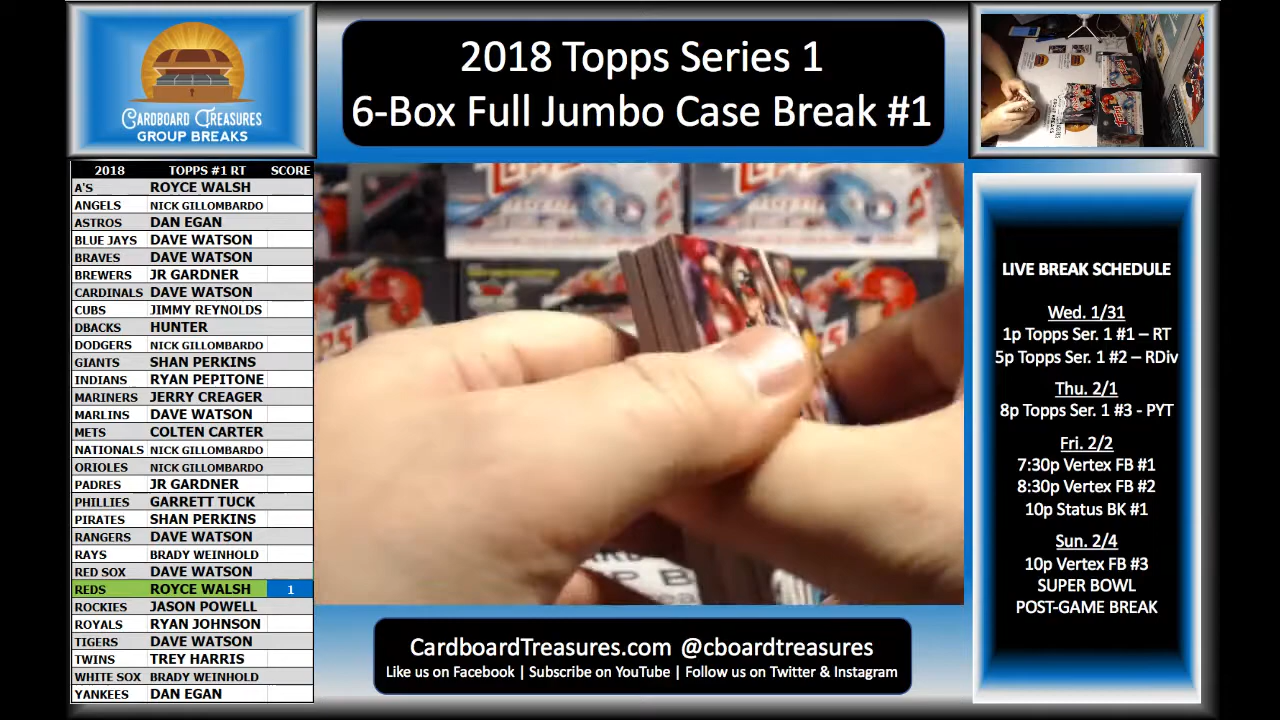 CARDBOARD TREASURES
GROUP BREAKS
2018 Topps Series 1
6-Box Full Jumbo Case Break #1
2018 TOPPS #1 RT SCORE
A'S ROYCE WALSH
ANGELS NICK GILLOMBARDO
ASTROS DAN EGAN
BLUE JAYS DAVE WATSON
BRAVES DAVE WATSON
BREWERS JR GARDNER
CARDINALS DAVE WATSON
CUBS JIMMY REYNOLDS
DBACKS HUNTER
DODGERS NICK GILLOMBARDO
GIANTS SHAN PERKINS
INDIANS RYAN PEPITONE
MARINERS JERRY CREAGER
MARLINS DAVE WATSON
METS COLTEN CARTER
NATIONALS NICK GILLOMBARDO
ORIOLES NICK GILLOMBARDO
PADRES JR GARDNER
PHILLIES GARRETT TUCK
PIRATES SHAN PERKINS
RANGERS DAVE WATSON
RAYS BRADY WEINHOLD
RED SOX DAVE WATSON
REDS ROYCE WALSH 1
ROCKIES JASON POWELL
ROYALS RYAN JOHNSON
TIGERS DAVE WATSON
TWINS TREY HARRIS
WHITE SOX BRADY WEINHOLD
YANKEES DAN EGAN
LIVE BREAK SCHEDULE
Wed. 1/31
1p Topps Ser. 1 #1 – RT
5p Topps Ser. 1 #2 – RDiv
Thu. 2/1
8p Topps Ser. 1 #3 - PYT
Fri. 2/2
7:30p Vertex FB #1
8:30p Vertex FB #2
10p Status BK #1
Sun. 2/4
10p Vertex FB #3
SUPER BOWL
POST-GAME BREAK
CardboardTreasures.com @cboardtreasures
Like us on Facebook | Subscribe on YouTube | Follow us on Twitter & Instagram